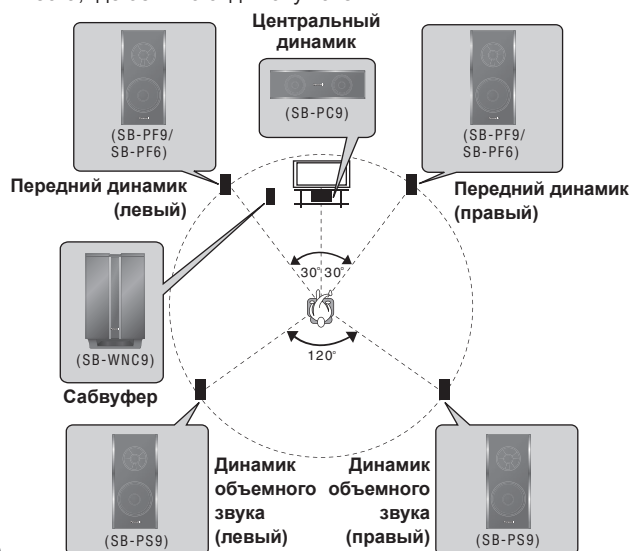 Центральный
динамик
(SB-PC9)
(SB-PF9/
SB-PF6)
(SB-PF9/
SB-PF6)
Передний динамик
(левый)
Передний динамик
(правый)
30° 30°
120°
(SB-WNC9)
Сабвуфер
Динамик
объемного
звука
(левый)
Динамик
объемного
звука
(правый)
(SB-PS9)
(SB-PS9)